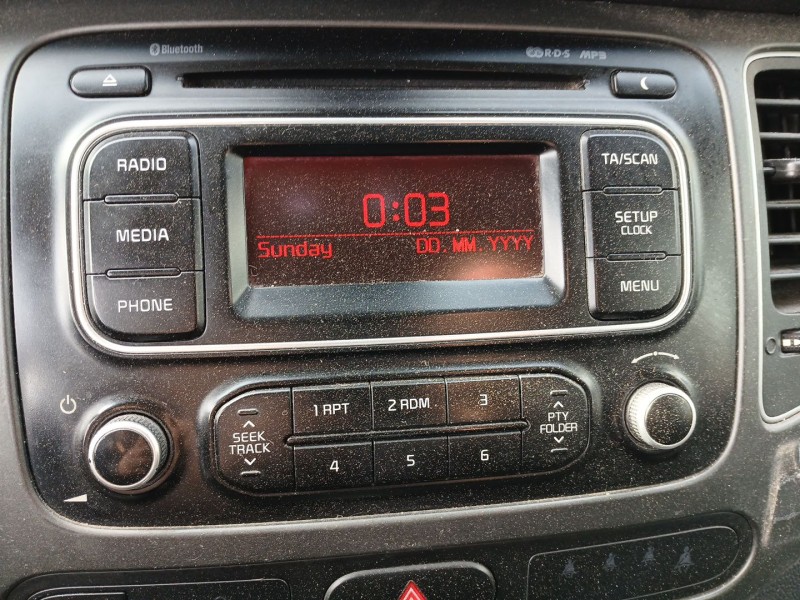 Bluetooth
R·D·S MP3
RADIO
TA/SCAN
0:03
MEDIA
SETUP
CLOCK
Sunday DD.MM.YYYY
PHONE
MENU
1 RPT 2 RDM 3
SEEK
TRACK
PTY
FOLDER
4 5 6